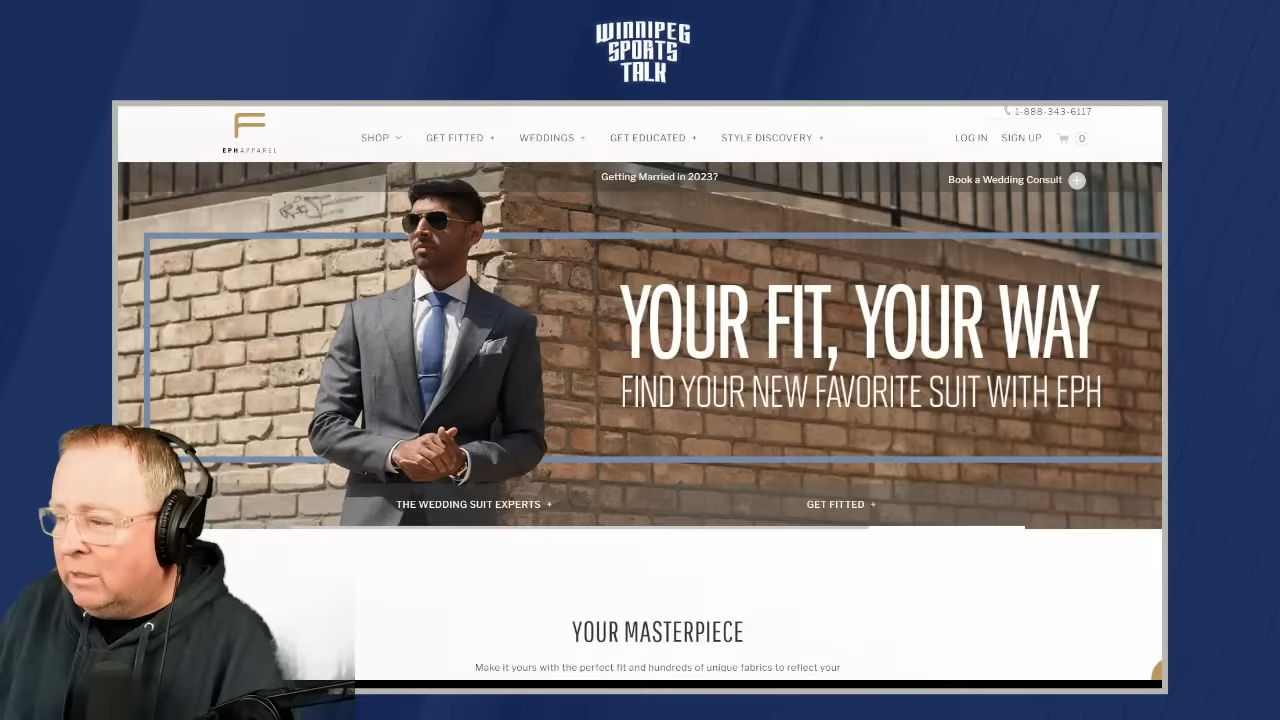 WINNIPEG
SPORTS
TALK
1-888-343-6117
EPHAPPAREL
SHOP
GET FITTED +
WEDDINGS +
GET EDUCATED +
STYLE DISCOVERY +
LOG IN
SIGN UP
0
Getting Married in 2023?
Book a Wedding Consult +
YOUR FIT, YOUR WAY
FIND YOUR NEW FAVORITE SUIT WITH EPH
THE WEDDING SUIT EXPERTS +
GET FITTED +
YOUR MASTERPIECE
Make it yours with the perfect fit and hundreds of unique fabrics to reflect your